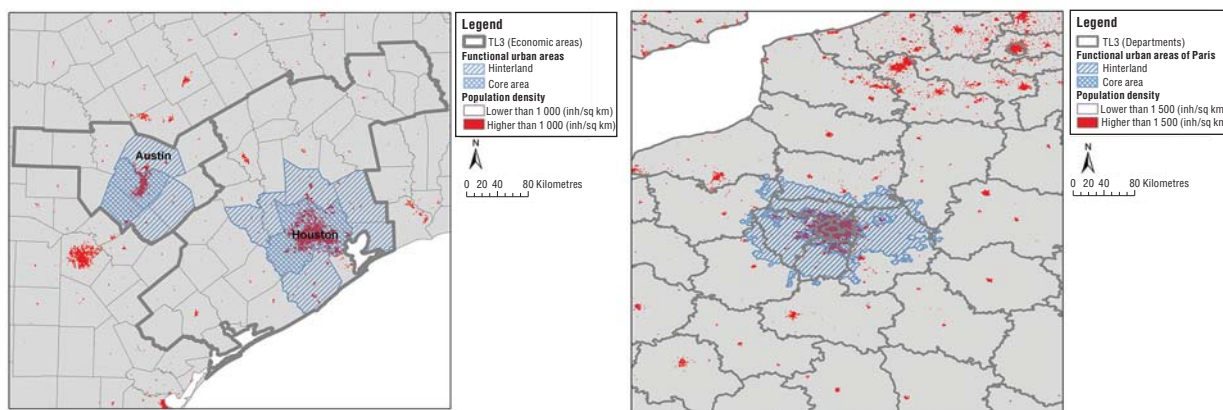 Austin
Houston
Legend
TL3 (Economic areas)
Functional urban areas
Hinterland
Core area
Population density
Lower than 1 000 (inh/sq km)
Higher than 1 000 (inh/sq km)
N
0 20 40 80 Kilometres
Legend
TL3 (Departments)
Functional urban areas of Paris
Hinterland
Core area
Population density
Lower than 1 500 (inh/sq km)
Higher than 1 500 (inh/sq km)
N
0 20 40 80 Kilometres